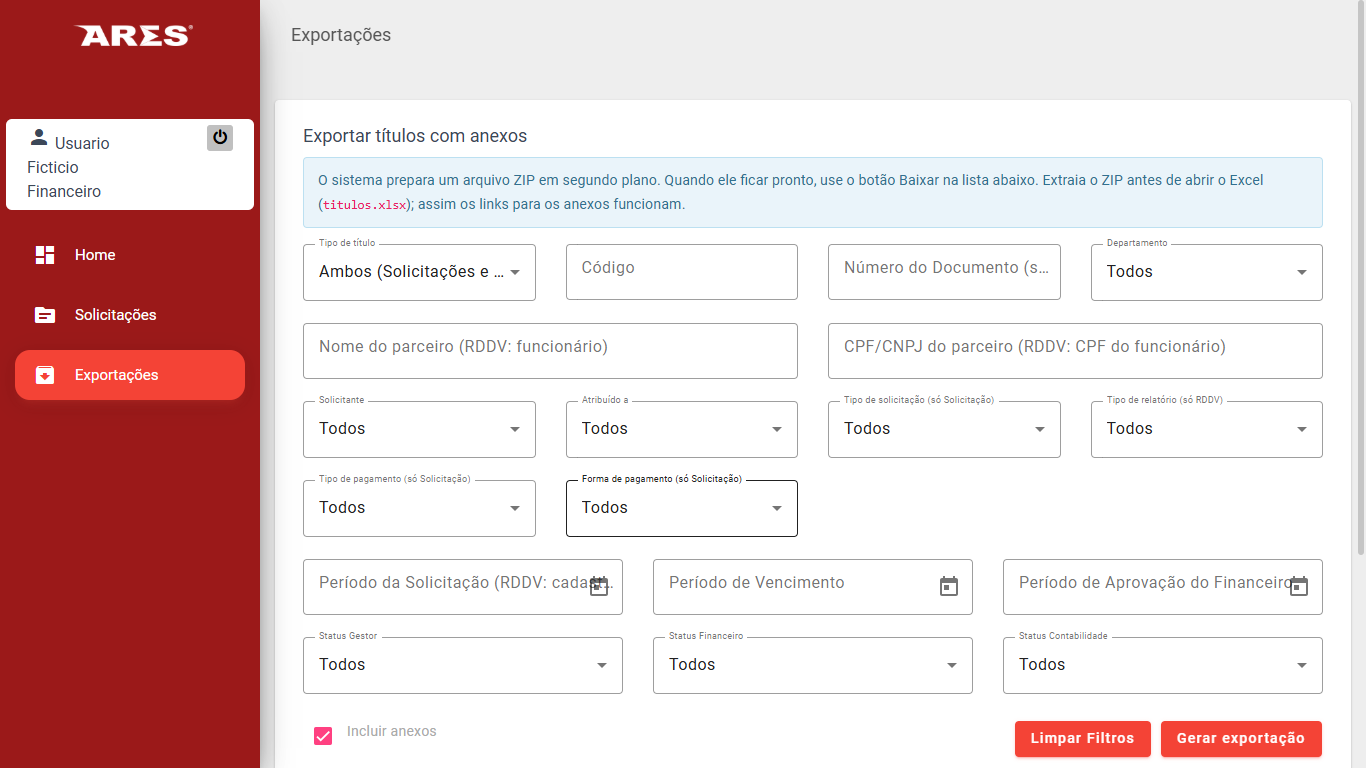 ARES®
Exportações
Usuario
Ficticio
Financeiro
Home
Solicitações
Exportações
Exportar títulos com anexos
O sistema prepara um arquivo ZIP em segundo plano. Quando ele ficar pronto, use o botão Baixar na lista abaixo. Extraia o ZIP antes de abrir o Excel
(titulos.xlsx); assim os links para os anexos funcionam.
Tipo de título
Ambos (Solicitações e ...
Código
Número do Documento (s...
Departamento
Todos
Nome do parceiro (RDDV: funcionário)
CPF/CNPJ do parceiro (RDDV: CPF do funcionário)
Solicitante
Todos
Atribuído a
Todos
Tipo de solicitação (só Solicitação)
Todos
Tipo de relatório (só RDDV)
Todos
Tipo de pagamento (só Solicitação)
Todos
Forma de pagamento (só Solicitação)
Todos
Período da Solicitação (RDDV: cadast...
Período de Vencimento
Período de Aprovação do Financeiro
Status Gestor
Todos
Status Financeiro
Todos
Status Contabilidade
Todos
Incluir anexos
Limpar Filtros
Gerar exportação